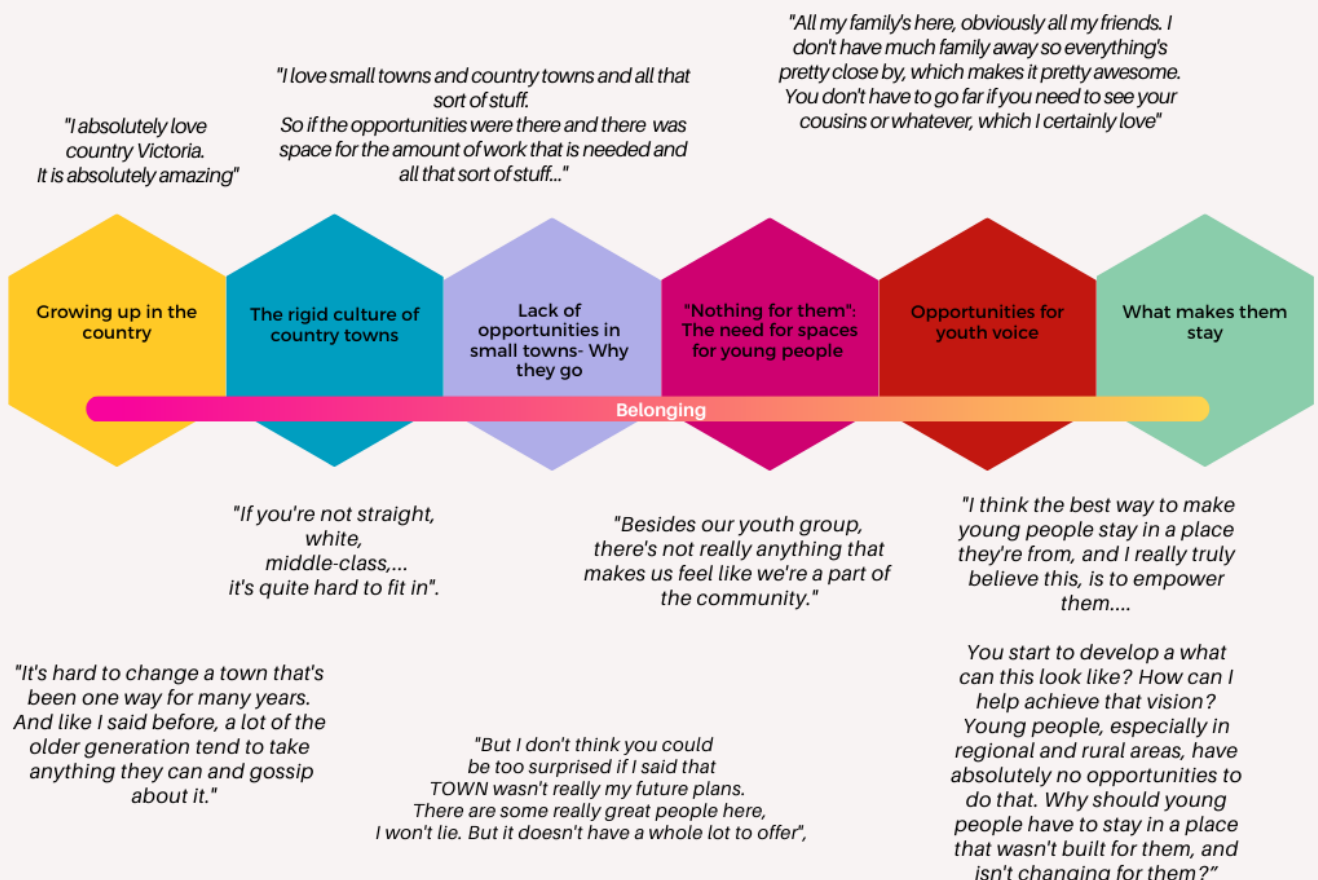 "All my family's here, obviously all my friends. I
don't have much family away so everything's
pretty close by, which makes it pretty awesome.
You don't have to go far if you need to see your
cousins or whatever, which I certainly love"
"I love small towns and country towns and all that
sort of stuff.
So if the opportunities were there and there was
space for the amount of work that is needed and
all that sort of stuff..."
"I absolutely love
country Victoria.
It is absolutely amazing"
Growing up in the
country
The rigid culture of
country towns
Lack of
opportunities in
small towns- Why
they go
"Nothing for them":
The need for spaces
for young people
Opportunities for
youth voice
What makes them
stay
Belonging
"If you're not straight,
white,
middle-class,...
it's quite hard to fit in".
"Besides our youth group,
there's not really anything that
makes us feel like we're a part of
the community."
"I think the best way to make
young people stay in a place
they're from, and I really truly
believe this, is to empower
them....
You start to develop a what
can this look like? How can I
help achieve that vision?
Young people, especially in
regional and rural areas, have
absolutely no opportunities to
do that. Why should young
people have to stay in a place
that wasn't built for them, and
isn't changing for them?”
"It's hard to change a town that's
been one way for many years.
And like I said before, a lot of the
older generation tend to take
anything they can and gossip
about it."
"But I don't think you could
be too surprised if I said that
TOWN wasn't really my future plans.
There are some really great people here,
I won't lie. But it doesn't have a whole lot to offer",